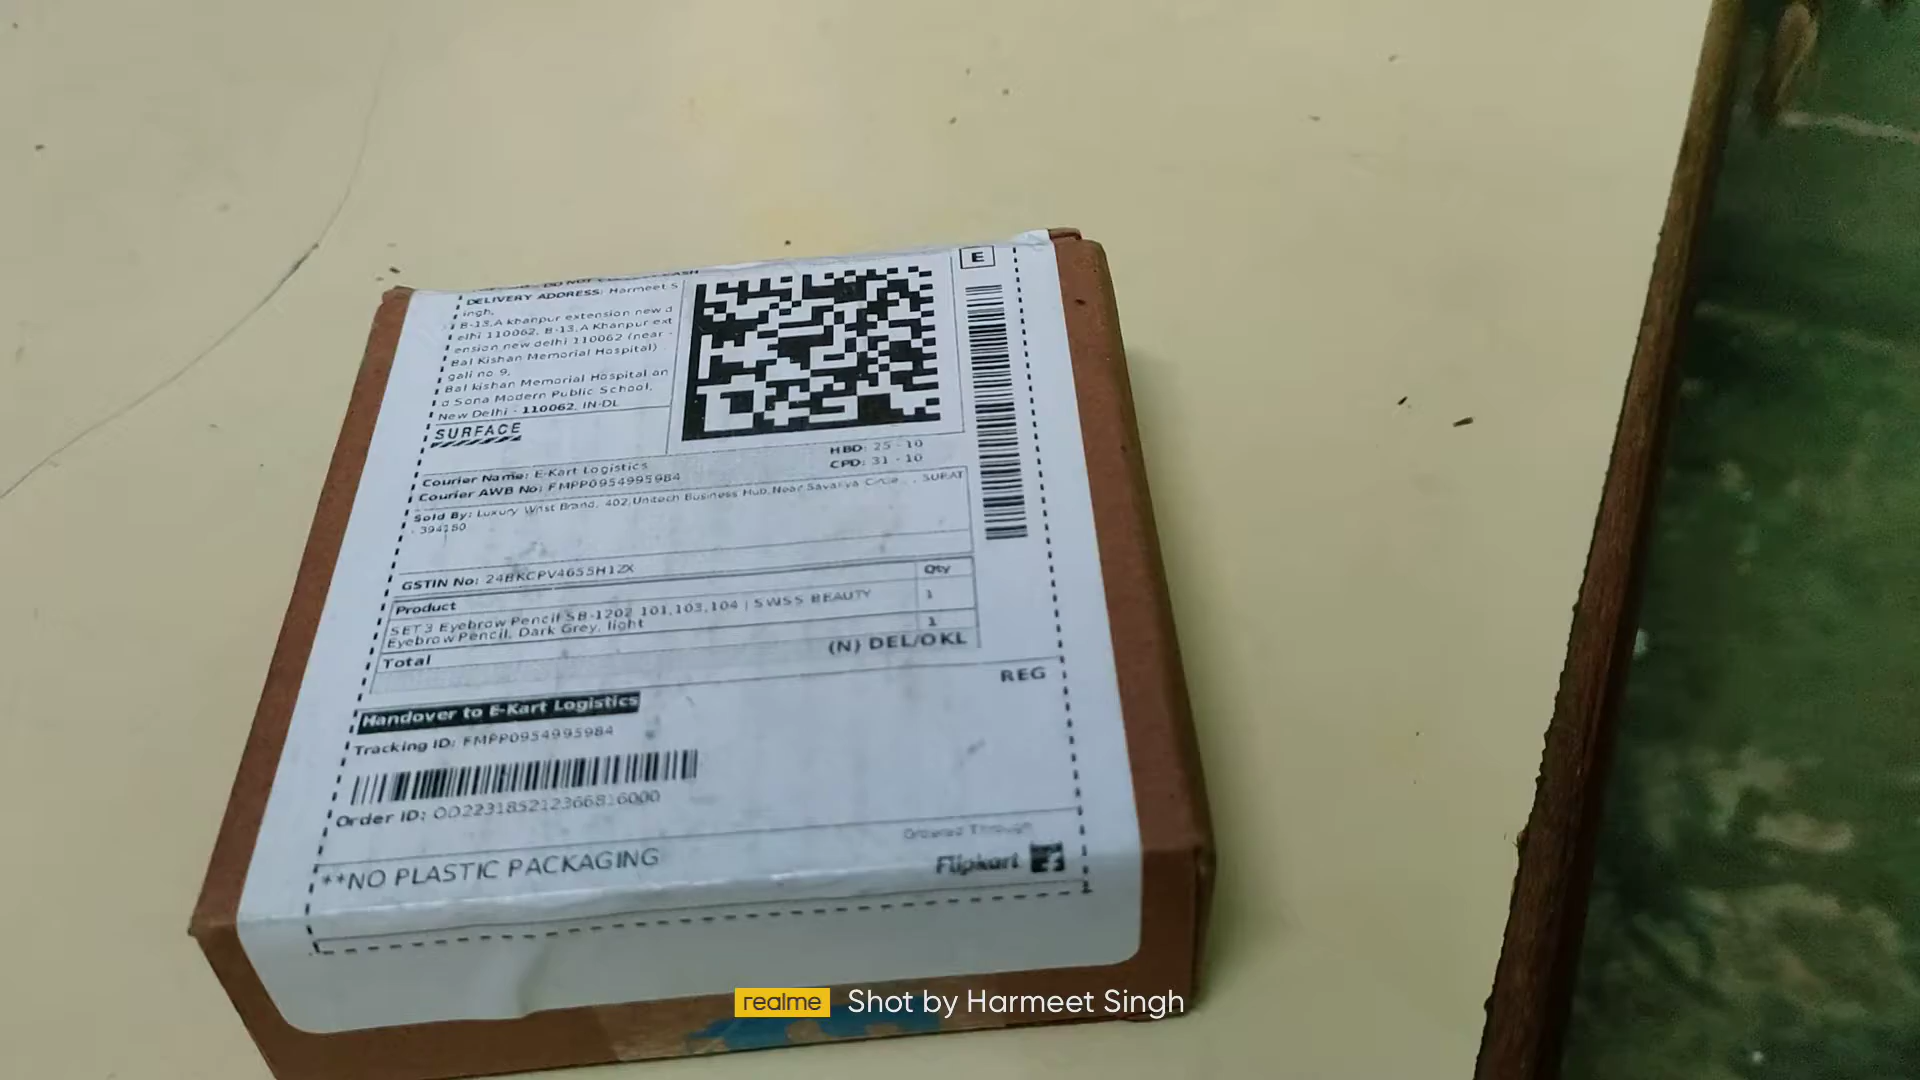 E
DELIVERY ADDRESS: Harmeet S
ingh,
B-13,A khanpur extension new d
elhi 110062, B-13,A Khanpur ext
ension new delhi 110062 (near -
Bal Kishan Memorial Hospital) .
gali no 9,
Bal kishan Memorial Hospital an
d Sona Modern Public School,
New Delhi - 110062, IN-DL
SURFACE
HBD: 25 - 10
CPD: 31 - 10
Courier Name: E-Kart Logistics
Courier AWB No: FMPP0954995984
Sold By: Luxury Wrist Brand, 402,Unitech Business Hub,Near Savaliya Circle , , SURAT
- 394150
GSTIN No: 24BKCPV4655H1ZX
Product Qty
SET 3 Eyebrow Pencif SB-1202 101,103,104 | SWISS BEAUTY 1
Eyebrow Pencil, Dark Grey, light
Total 1
(N) DEL/OKL
REG
Handover to E-Kart Logistics
Tracking ID: FMPP0954995984
Order ID: OD223185212366816000
Ordered Through
**NO PLASTIC PACKAGING
Flipkart
realme Shot by Harmeet Singh